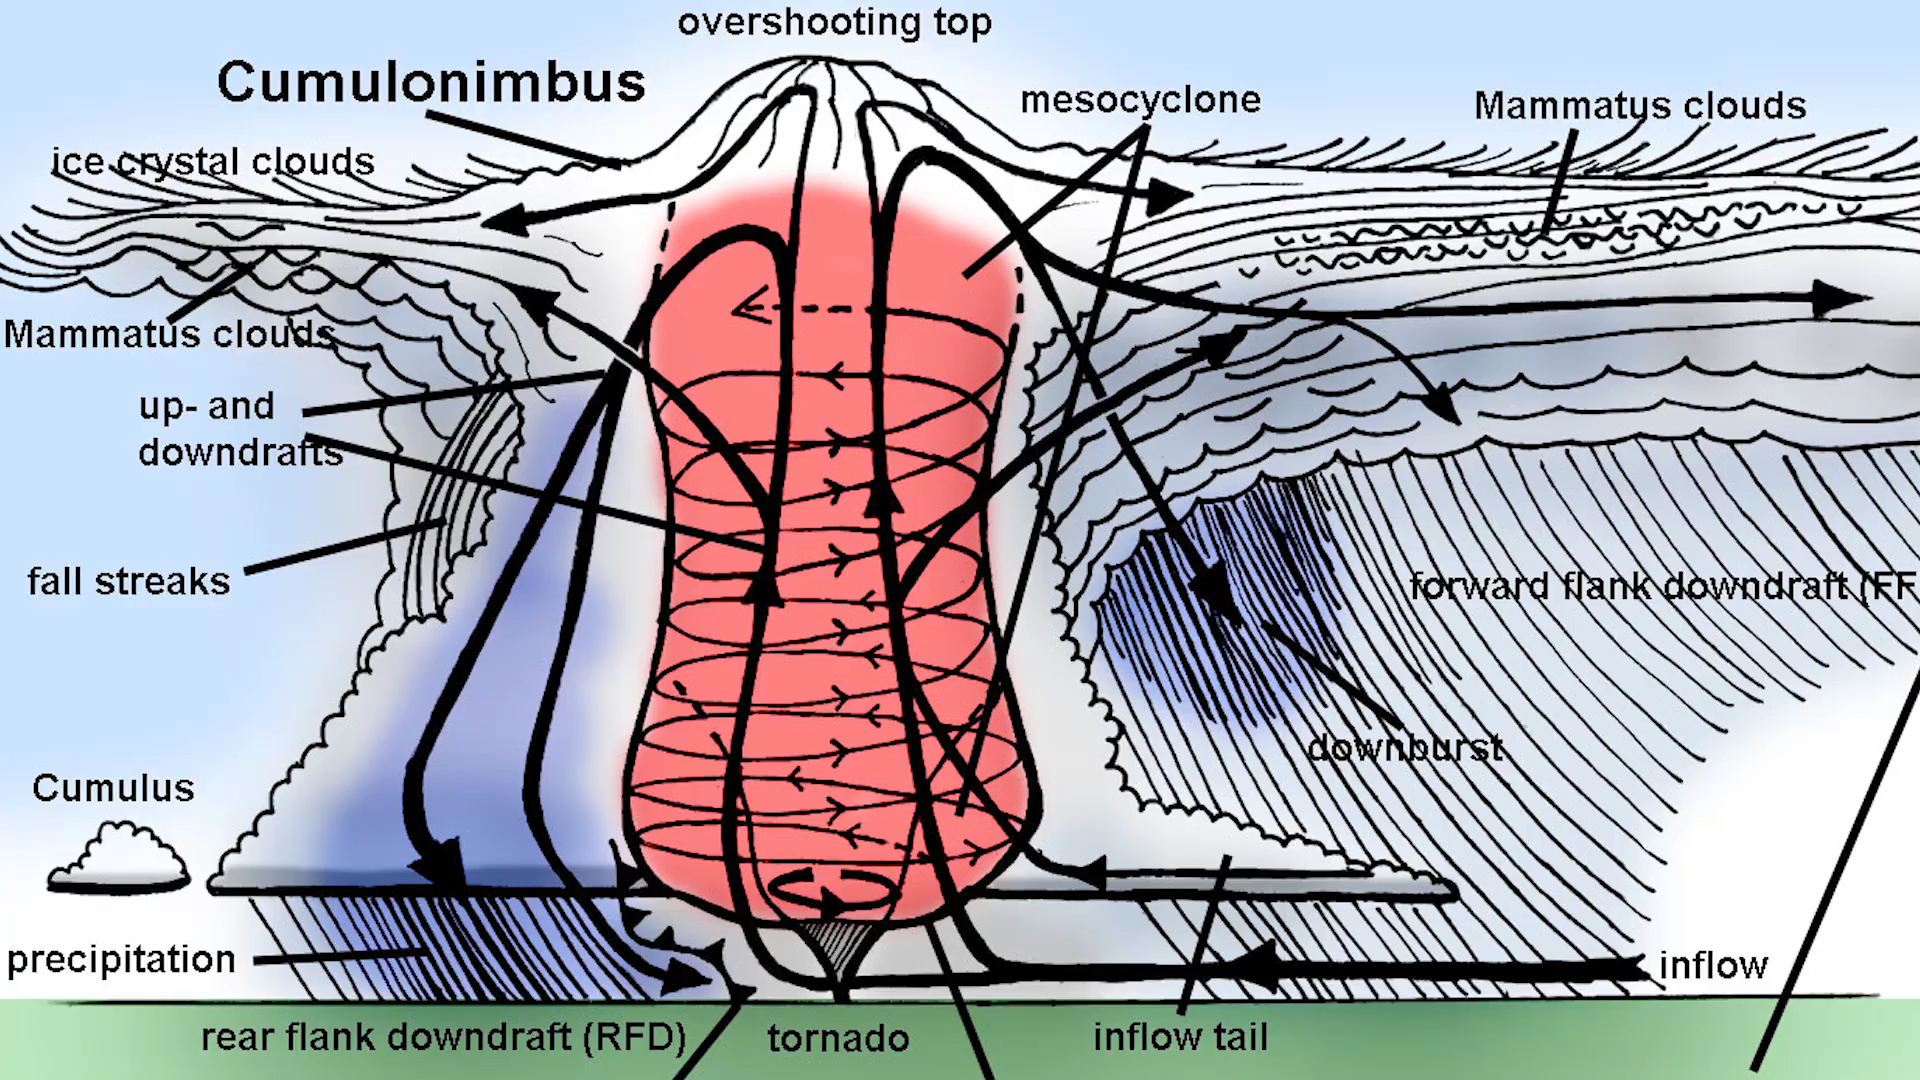 overshooting top
Cumulonimbus
mesocyclone
Mammatus clouds
ice crystal clouds
Mammatus clouds
up- and
downdrafts
fall streaks
forward flank downdraft (FF
downburst
Cumulus
precipitation
inflow
rear flank downdraft (RFD)
tornado
inflow tail